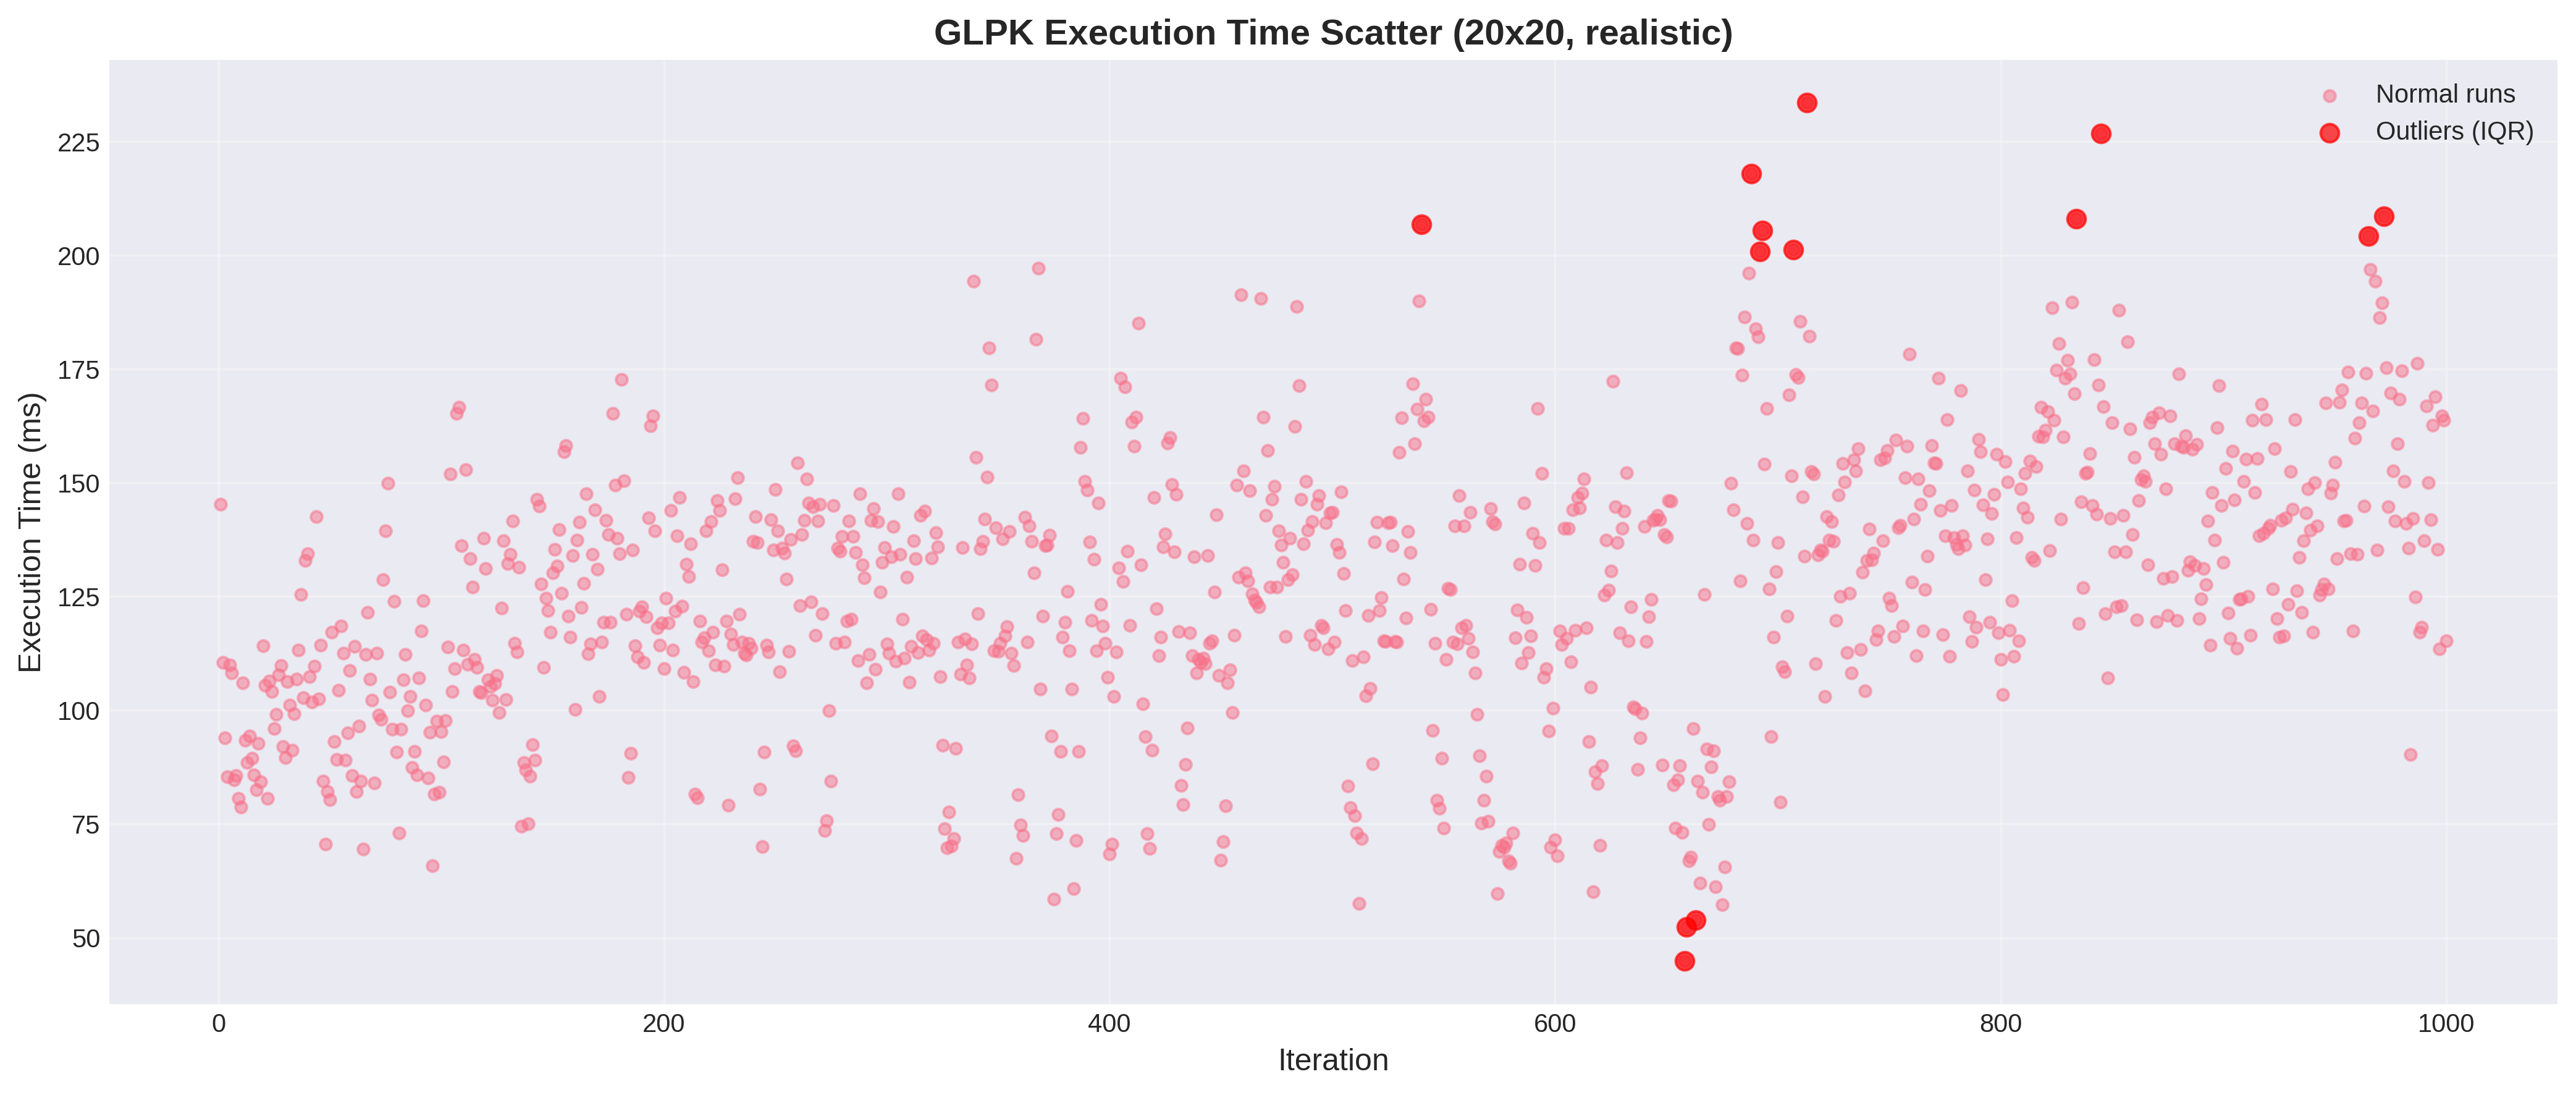 GLPK Execution Time Scatter (20x20, realistic)
Normal runs
Outliers (IQR)
Execution Time (ms)
225
200
175
150
125
100
75
50
0 200 400 600 800 1000
Iteration